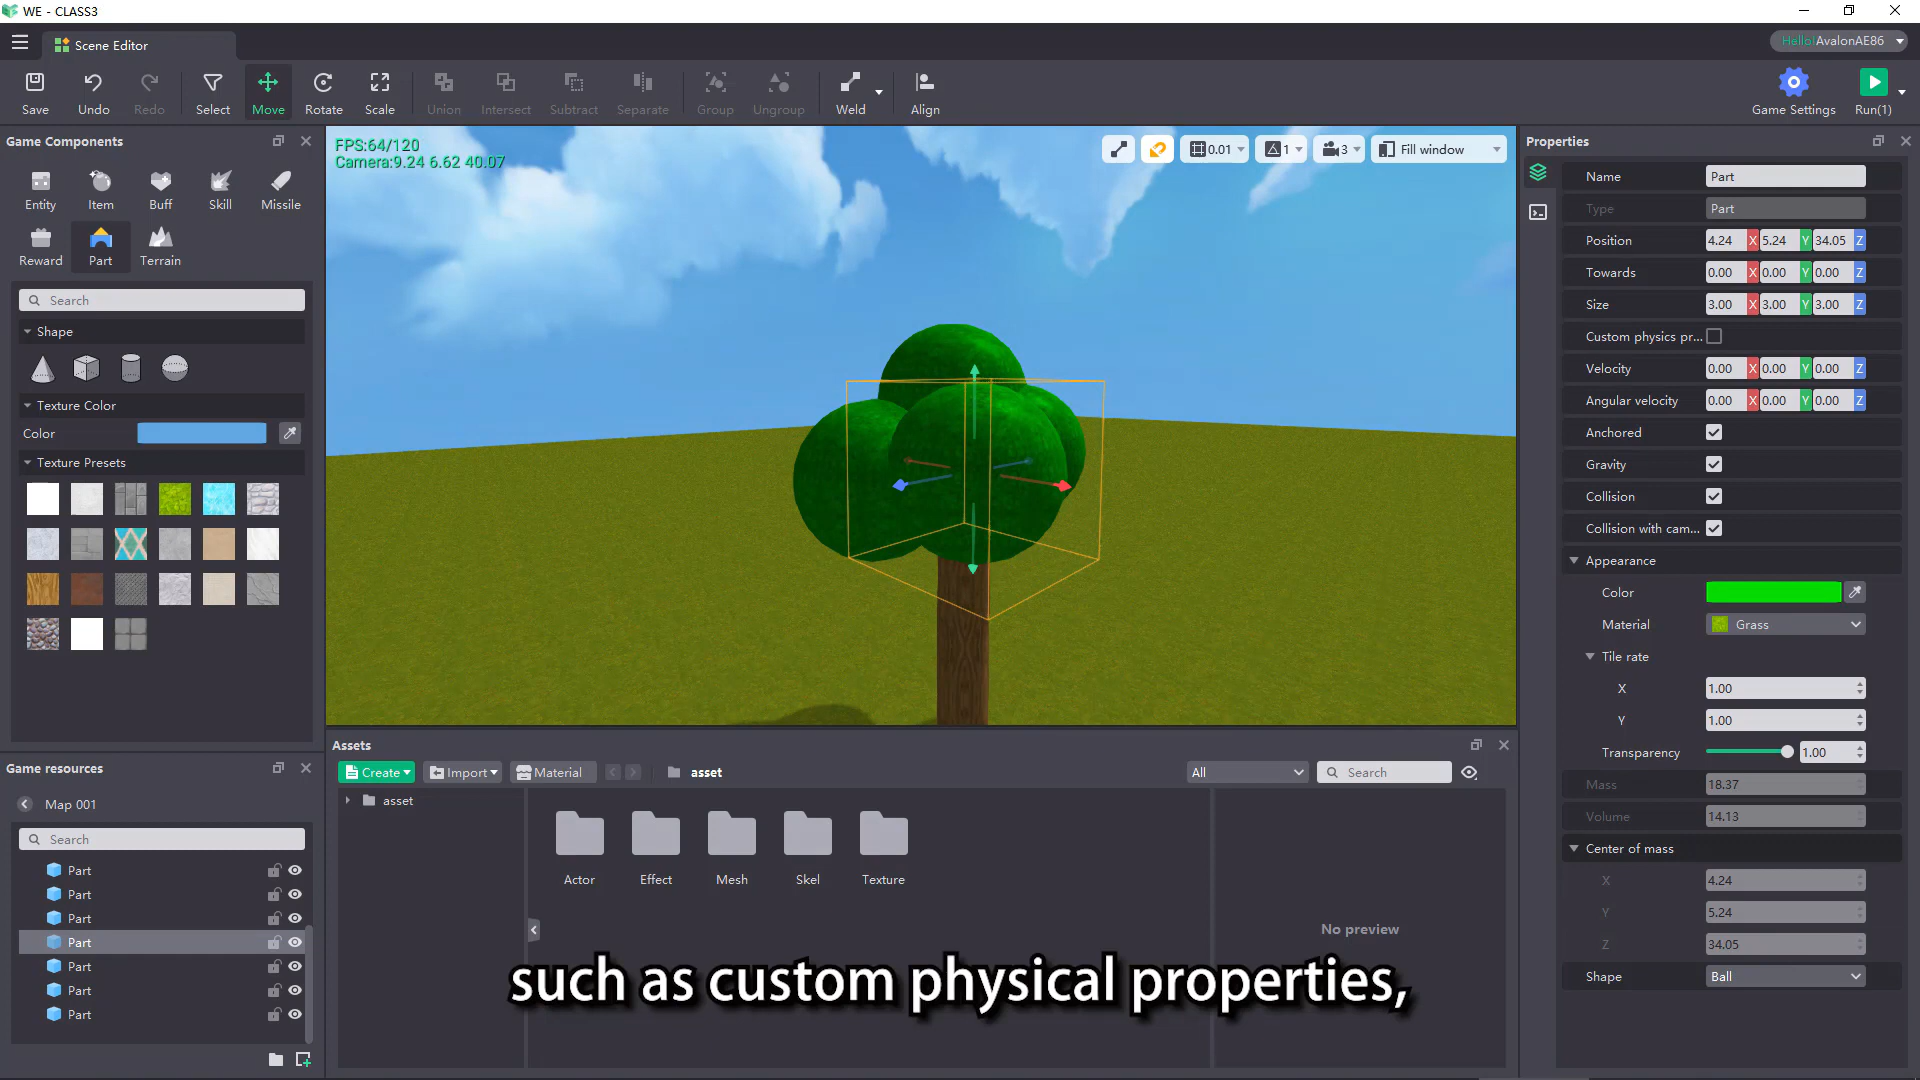 WE - CLASS3
Scene Editor
Hello!AvalonAE86
Save
Undo
Redo
Select
Move
Rotate
Scale
Union
Intersect
Subtract
Separate
Group
Ungroup
Weld
Align
Game Settings
Run(1)
Game Components
Entity
Item
Buff
Skill
Missile
Reward
Part
Terrain
Search
Shape
Texture Color
Color
Texture Presets
FPS:64/120
Camera:9.24 6.62 40.07
0.01
1
3
Fill window
Game resources
Map 001
Search
Part
Part
Part
Part
Part
Part
Part
Assets
Create
Import
Material
asset
All
Search
asset
Actor
Effect
Mesh
Skel
Texture
No preview
such as custom physical properties,
Properties
Name Part
Type Part
Position 4.24 X 5.24 Y 34.05 Z
Towards 0.00 X 0.00 Y 0.00 Z
Size 3.00 X 3.00 Y 3.00 Z
Custom physics pr...
Velocity 0.00 X 0.00 Y 0.00 Z
Angular velocity 0.00 X 0.00 Y 0.00 Z
Anchored
Gravity
Collision
Collision with cam...
Appearance
Color
Material Grass
Tile rate
X 1.00
Y 1.00
Transparency 1.00
Mass 18.37
Volume 14.13
Center of mass
X 4.24
Y 5.24
Z 34.05
Shape Ball